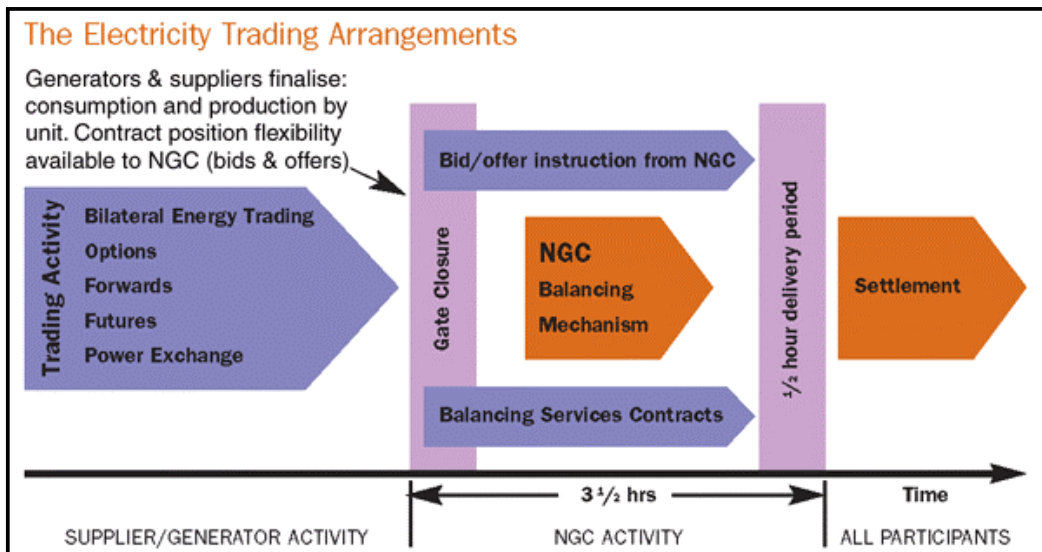 The Electricity Trading Arrangements
Generators & suppliers finalise:
consumption and production by
unit. Contract position flexibility
available to NGC (bids & offers)
Trading Activity
Bilateral Energy Trading
Options
Forwards
Futures
Power Exchange
Gate Closure
Bid/offer instruction from NGC
NGC
Balancing
Mechanism
Balancing Services Contracts
1/2 hour delivery period
Settlement
3 1/2 hrs
Time
SUPPLIER/GENERATOR ACTIVITY
NGC ACTIVITY
ALL PARTICIPANTS